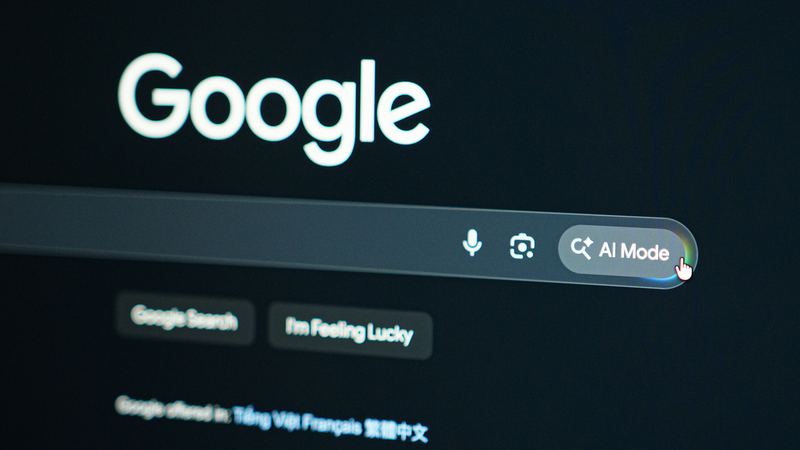 Google
AI Mode
Google Search
I'm Feeling Lucky
Google offered in: Tiếng Việt Français 繁體中文